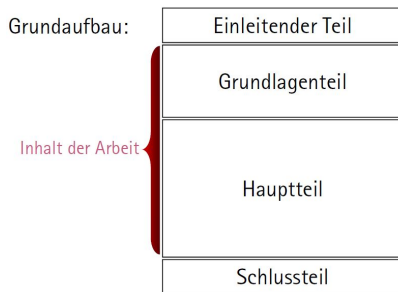 Grundaufbau:
Einleitender Teil
Grundlagenteil
Inhalt der Arbeit
Hauptteil
Schlussteil